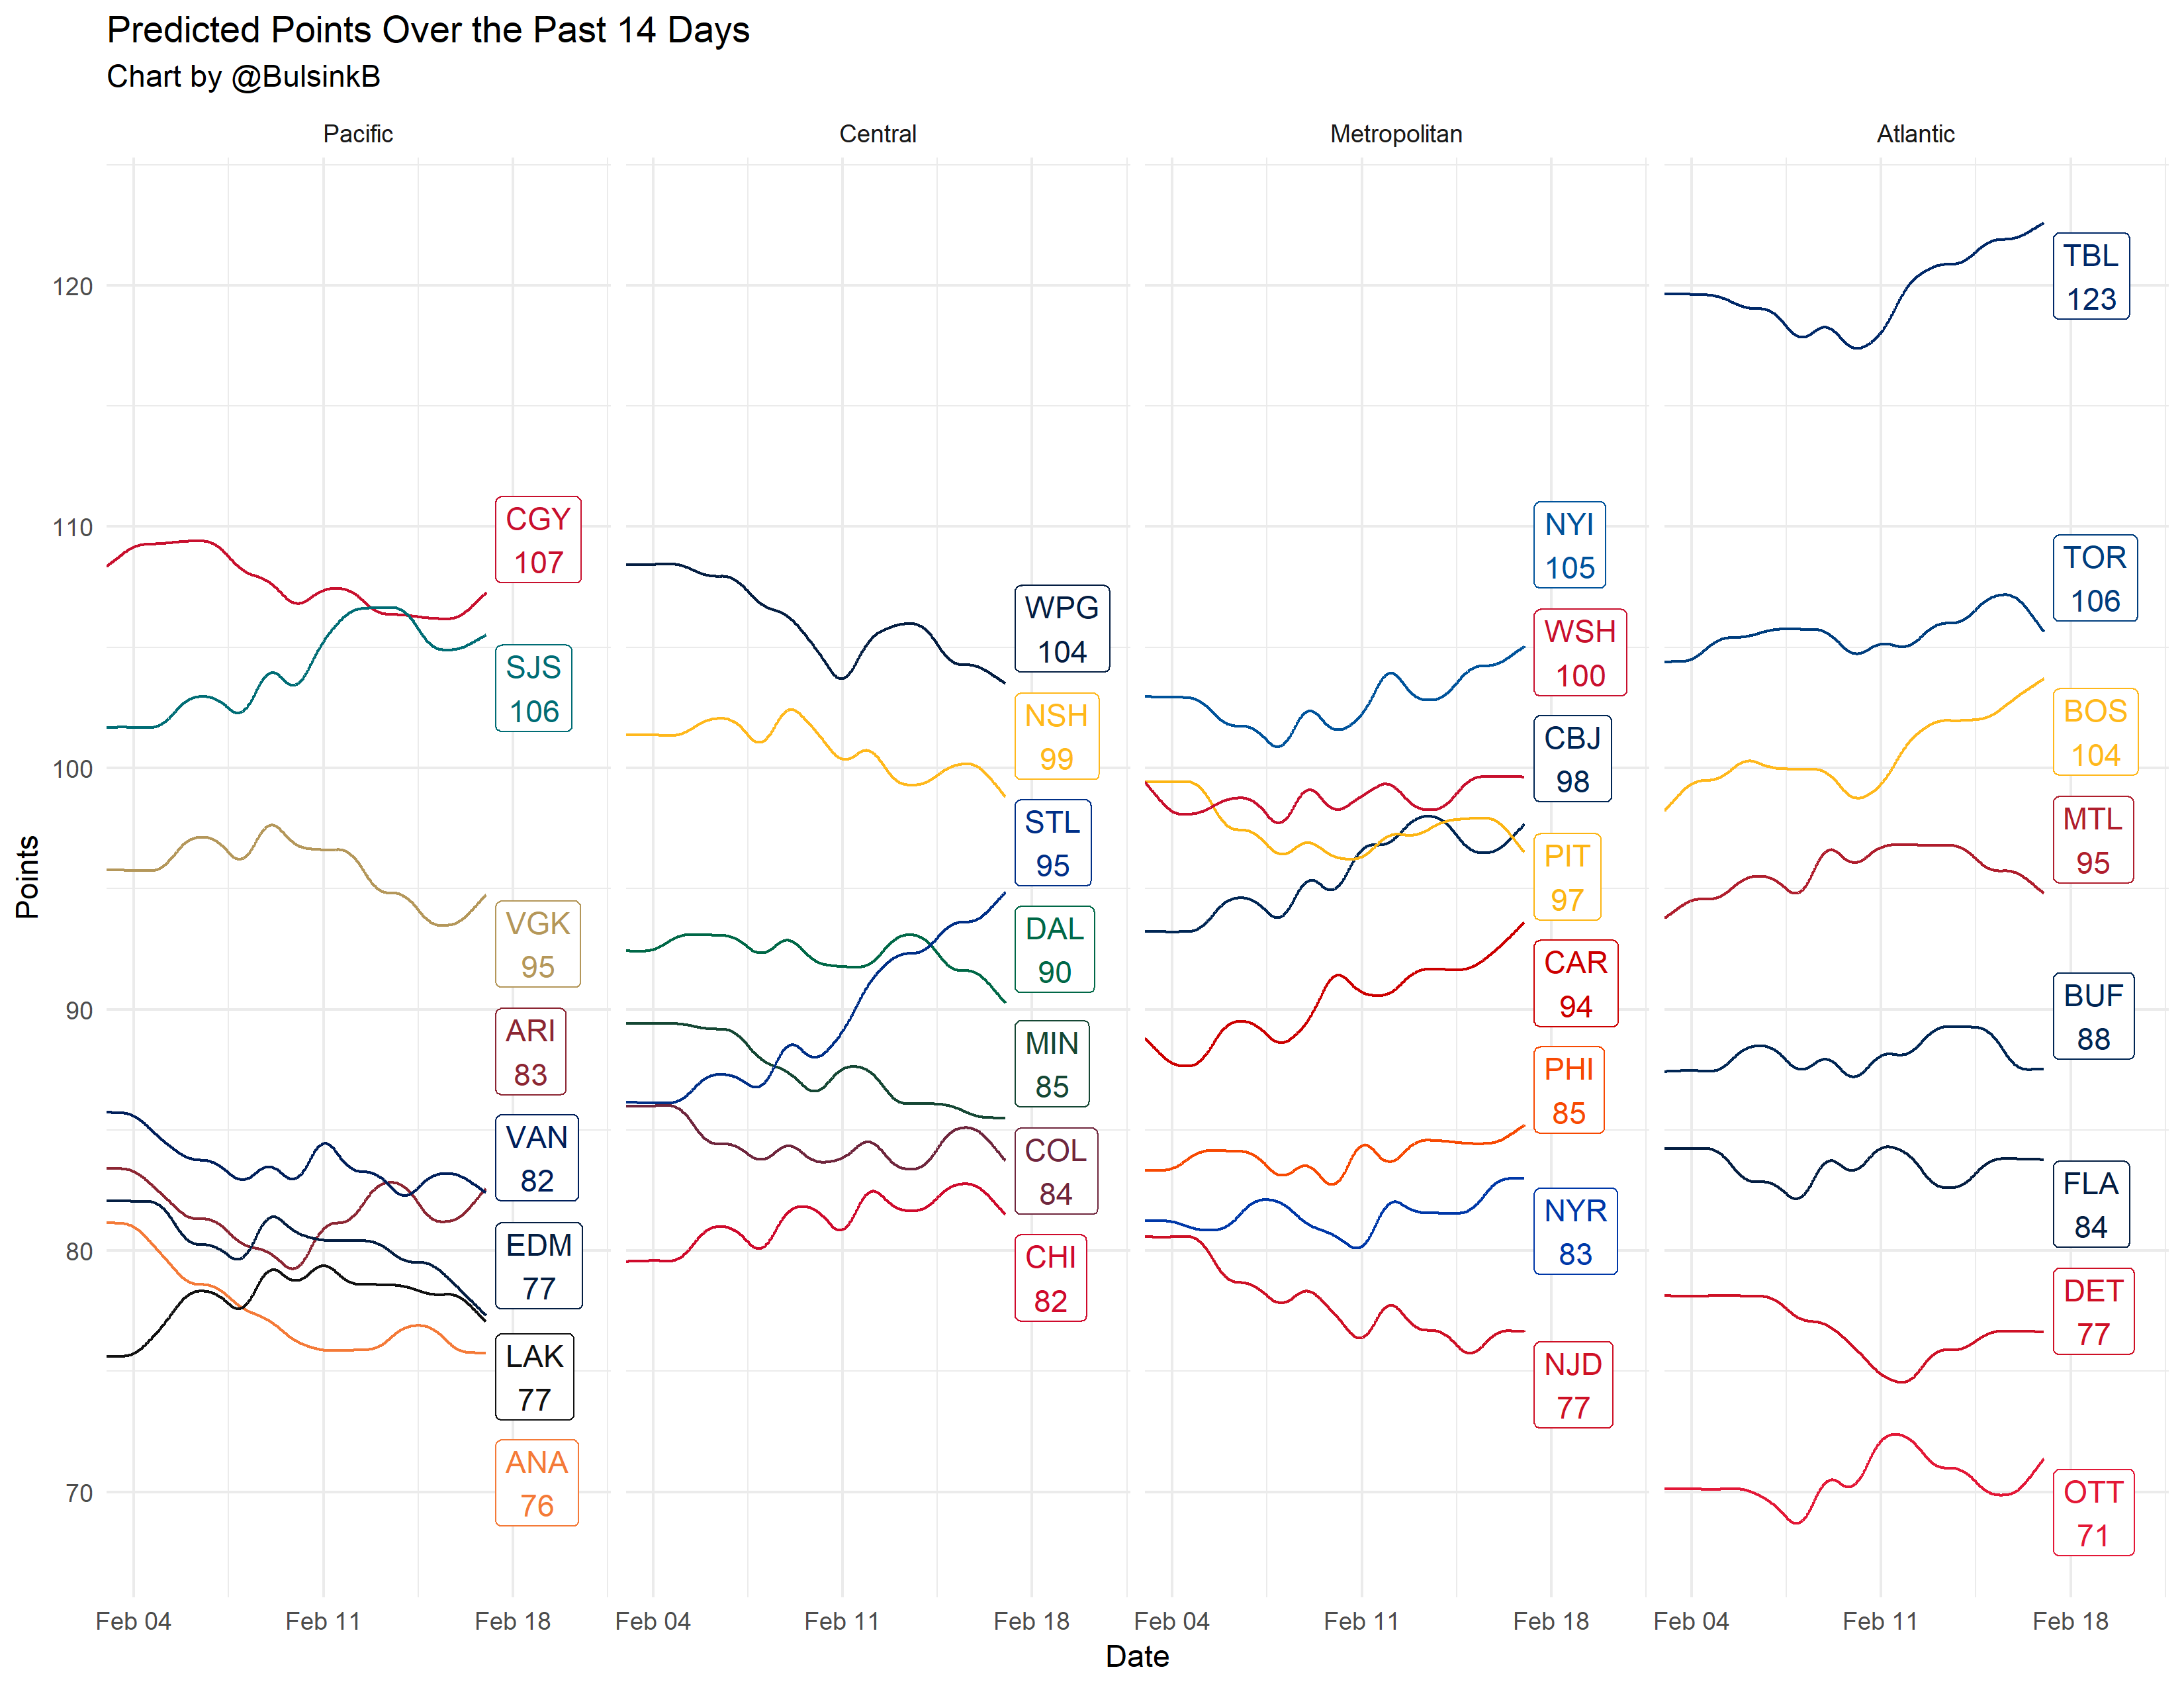 Predicted Points Over the Past 14 Days
Chart by @BulsinkB
Pacific
Central
Metropolitan
Atlantic
Points
120
110
100
90
80
70
CGY
107
SJS
106
VGK
95
ARI
83
VAN
82
EDM
77
LAK
77
ANA
76
WPG
104
NSH
99
STL
95
DAL
90
MIN
85
COL
84
CHI
82
NYI
105
WSH
100
CBJ
98
PIT
97
CAR
94
PHI
85
NYR
83
NJD
77
TBL
123
TOR
106
BOS
104
MTL
95
BUF
88
FLA
84
DET
77
OTT
71
Feb 04 Feb 11 Feb 18 Feb 04 Feb 11 Feb 18 Feb 04 Feb 11 Feb 18 Feb 04 Feb 11 Feb 18
Date